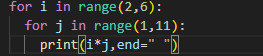 for i in range(2,6):
    for j in range(1,11):
        print(i*j,end=" ")